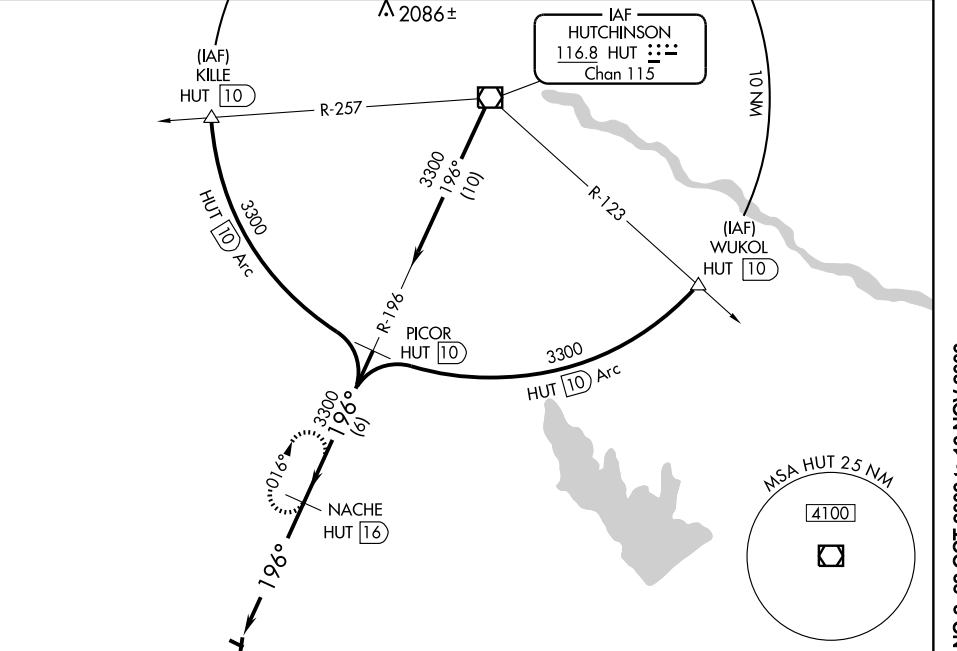 2086±
IAF
HUTCHINSON
116.8 HUT
Chan 115
(IAF)
KILLE
HUT 10
R-257
10 NM
3300
196°
(10)
R-123
HUT 10 Arc
3300
(IAF)
WUKOL
HUT 10
R-196
PICOR
HUT 10
3300
HUT 10 Arc
3300
196°
(6)
016°
NACHE
HUT 16
196°
MSA HUT 25 NM
4100